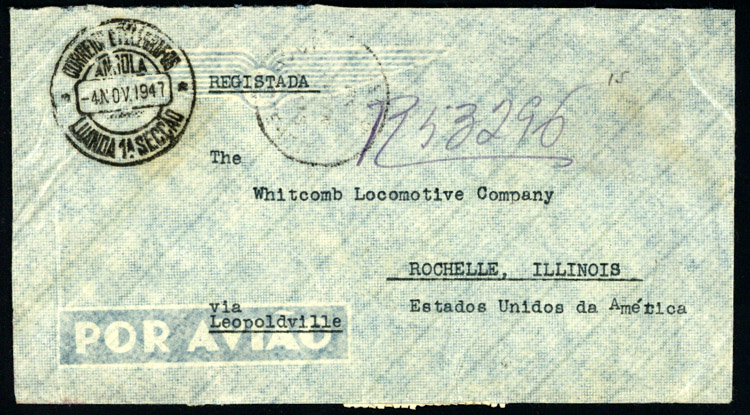 CORREIOS E TELEGRAFOS
ANGOLA
-4.NOV.1947
LUANDA 1ª SECÇÃO
REGISTADA
15
R53296
The
Whitcomb Locomotive Company
ROCHELLE, ILLINOIS
Estados Unidos da América
via
Leopoldville
POR AVIÃO